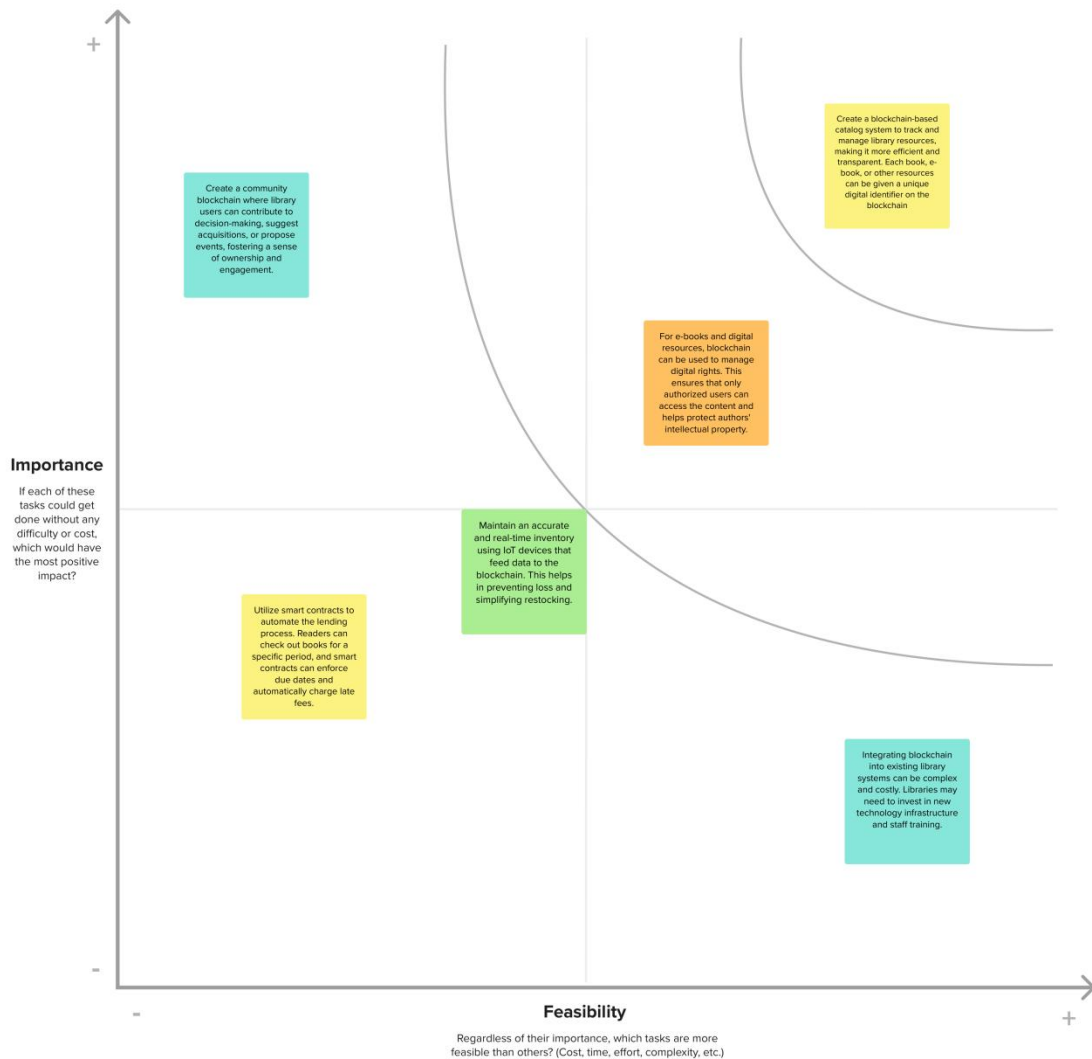 +
Create a blockchain-based
catalog system to track and
manage library resources,
making it more efficient and
transparent. Each book, e-
book, or other resources
can be given a unique
digital identifier on the
blockchain
Create a community
blockchain where library
users can contribute to
decision-making, suggest
acquisitions, or propose
events, fostering a sense
of ownership and
engagement.
For e-books and digital
resources, blockchain
can be used to manage
digital rights. This
ensures that only
authorized users can
access the content and
helps protect authors'
intellectual property.
Importance
If each of these
tasks could get
done without any
difficulty or cost,
which would have
the most positive
impact?
Maintain an accurate
and real-time inventory
using IoT devices that
feed data to the
blockchain. This helps
in preventing loss and
simplifying restocking.
Utilize smart contracts to
automate the lending
process. Readers can
check out books for a
specific period, and smart
contracts can enforce
due dates and
automatically charge late
fees.
Integrating blockchain
into existing library
systems can be complex
and costly. Libraries may
need to invest in new
technology infrastructure
and staff training.
-
-
Feasibility
+
Regardless of their importance, which tasks are more
feasible than others? (Cost, time, effort, complexity, etc.)